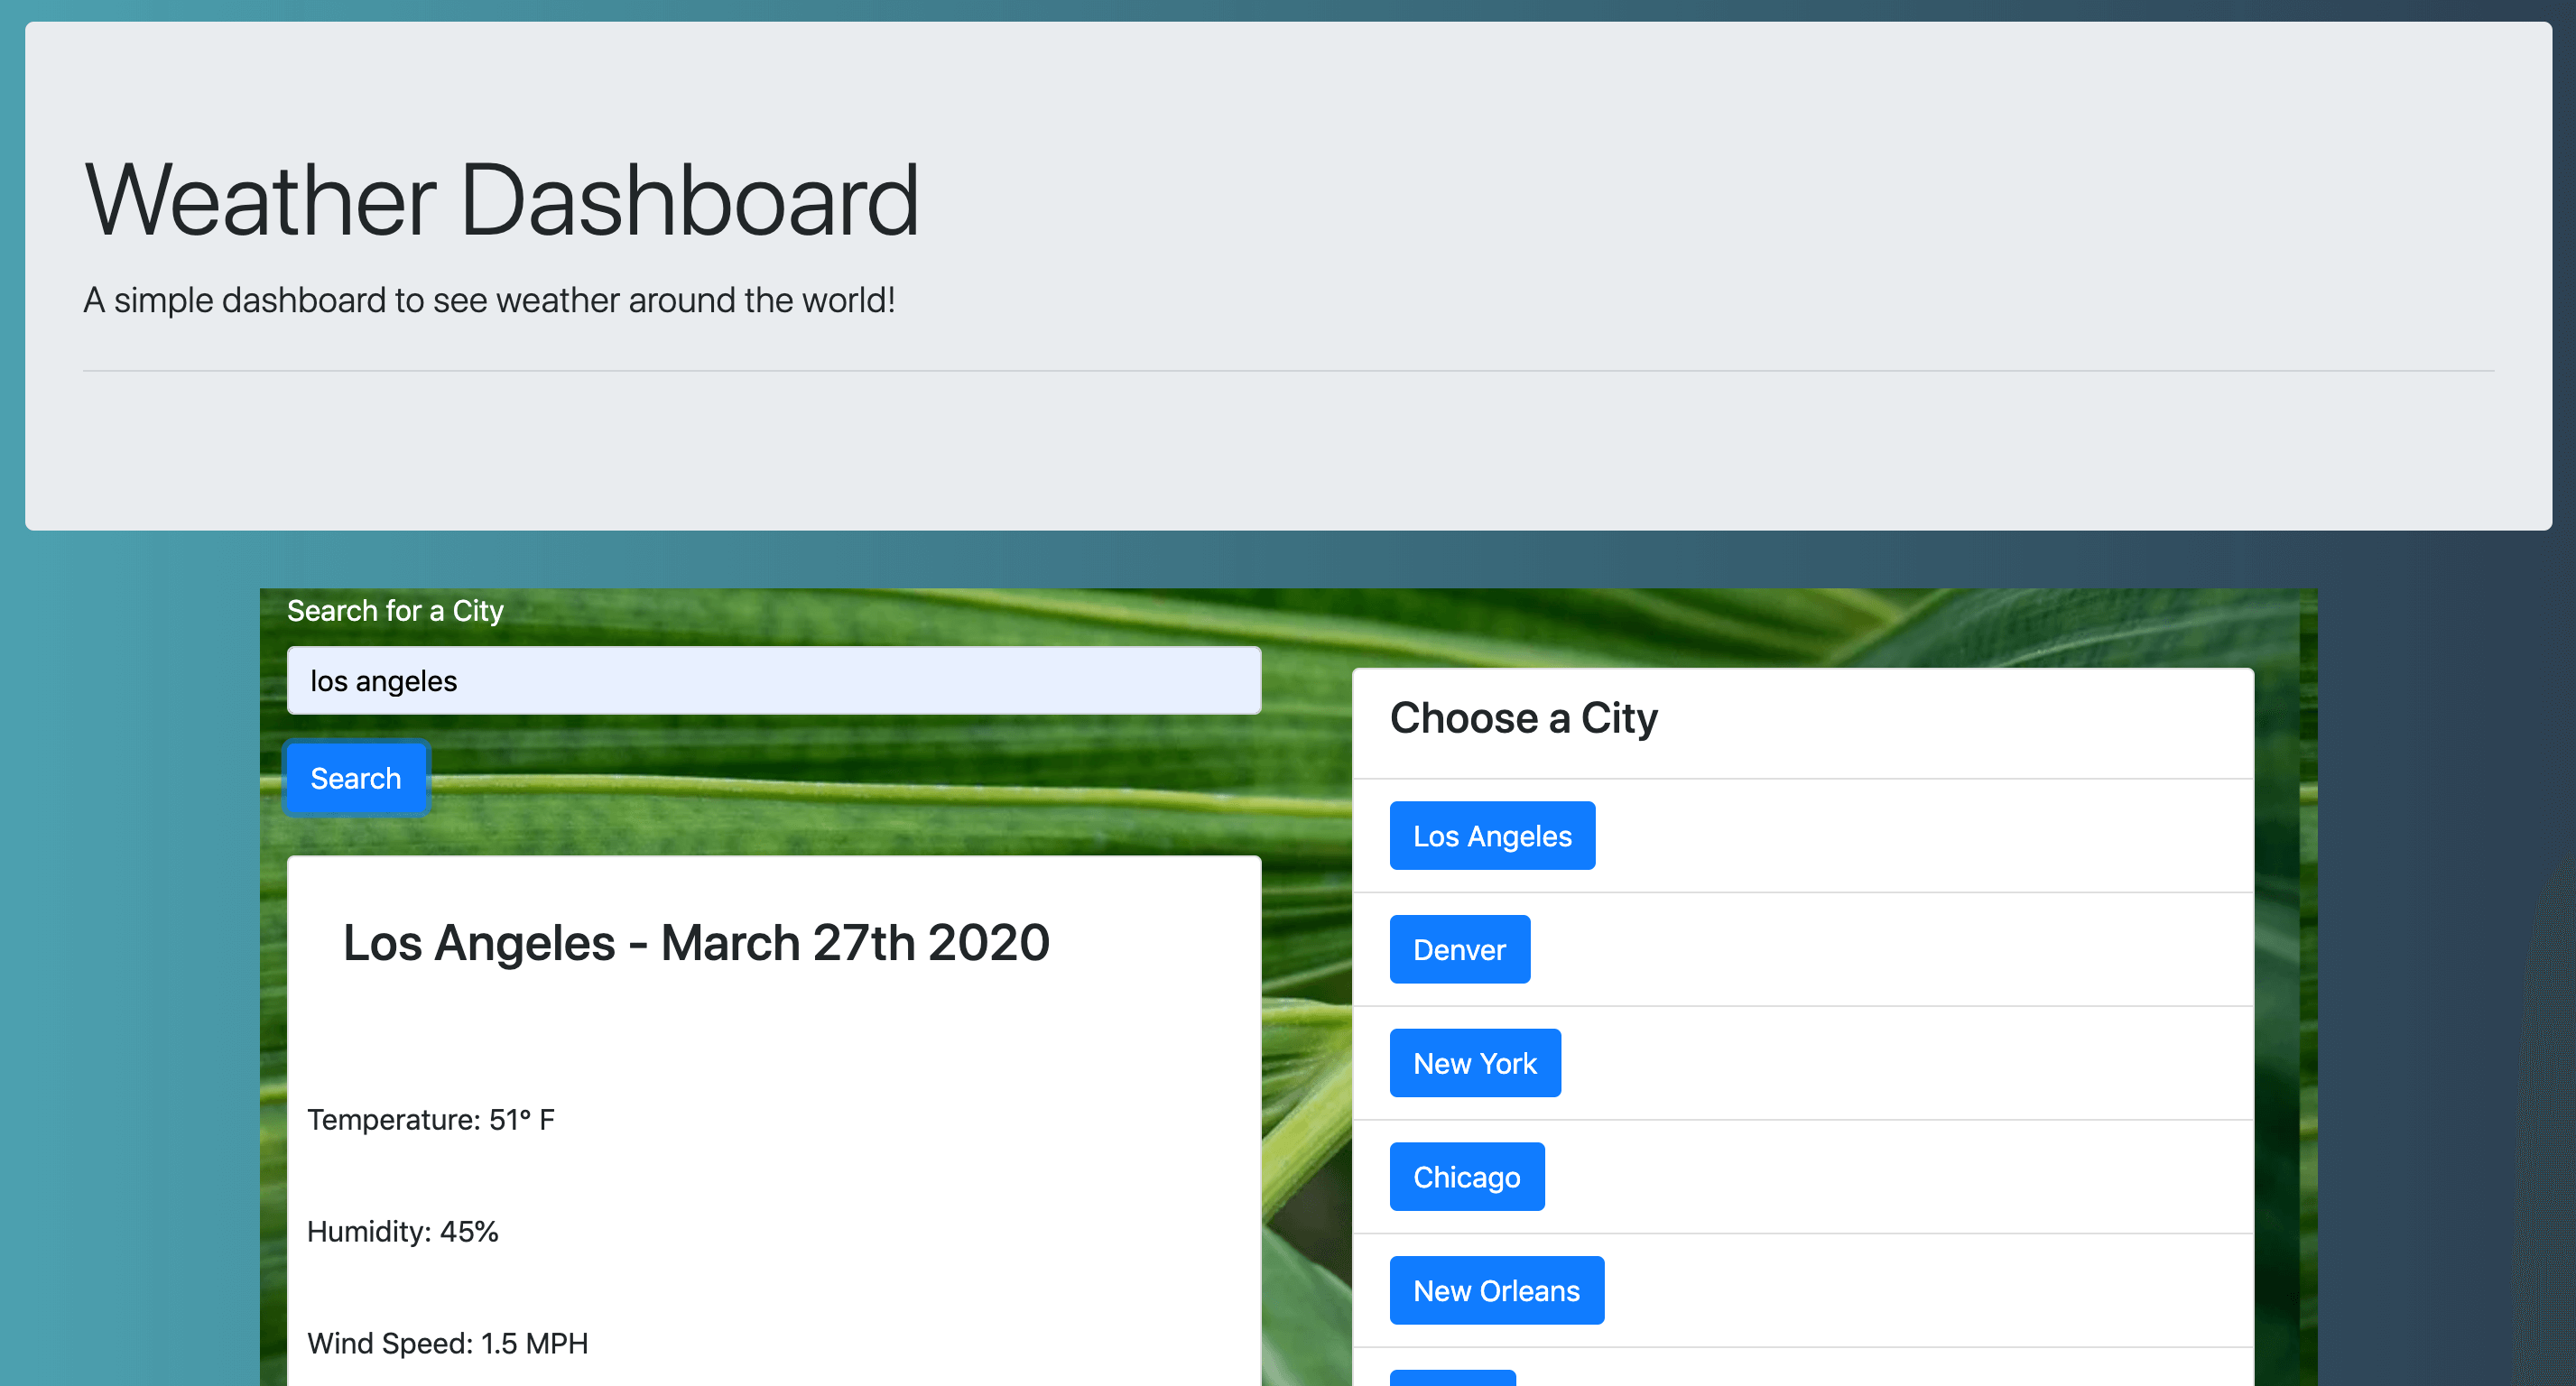 Weather Dashboard
A simple dashboard to see weather around the world!
Search for a City
los angeles
Search
Los Angeles - March 27th 2020
Temperature: 51° F
Humidity: 45%
Wind Speed: 1.5 MPH
Choose a City
Los Angeles
Denver
New York
Chicago
New Orleans